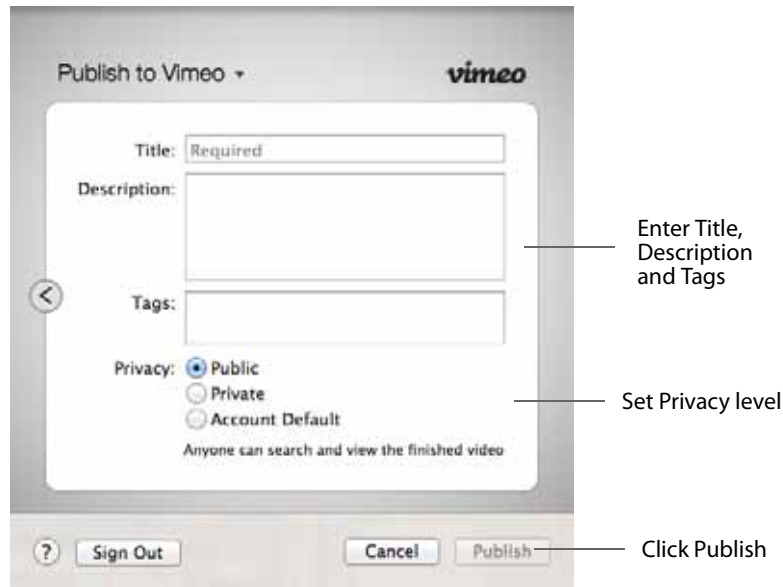 Publish to Vimeo
vimeo
Title: Required
Description:
Enter Title,
Description
and Tags
<
Tags:
Privacy: Public
Private
Account Default
Set Privacy level
Anyone can search and view the finished video
? Sign Out Cancel Publish
Click Publish